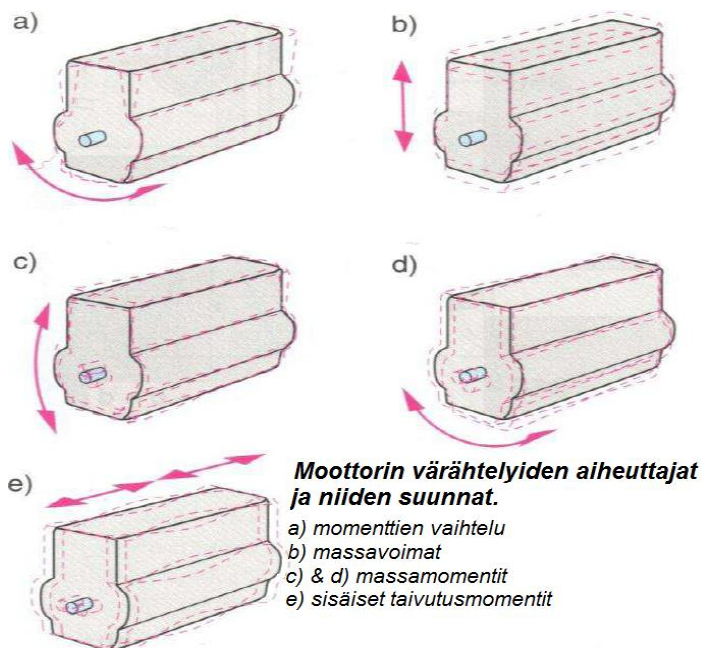 a)
b)
c)
d)
e)
Moottorin värähtelyiden aiheuttajat
ja niiden suunnat.
a) momenttien vaihtelu
b) massavoimat
c) & d) massamomentit
e) sisäiset taivutusmomentit